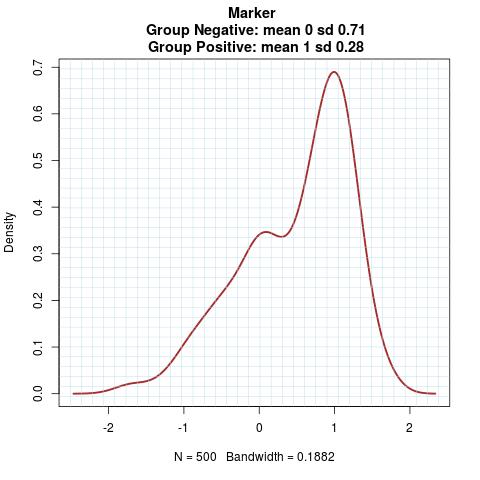 Marker
Group Negative: mean 0 sd 0.71
Group Positive: mean 1 sd 0.28
Density
0.7
0.6
0.5
0.4
0.3
0.2
0.1
0.0
-2 -1 0 1 2
N = 500 Bandwidth = 0.1882